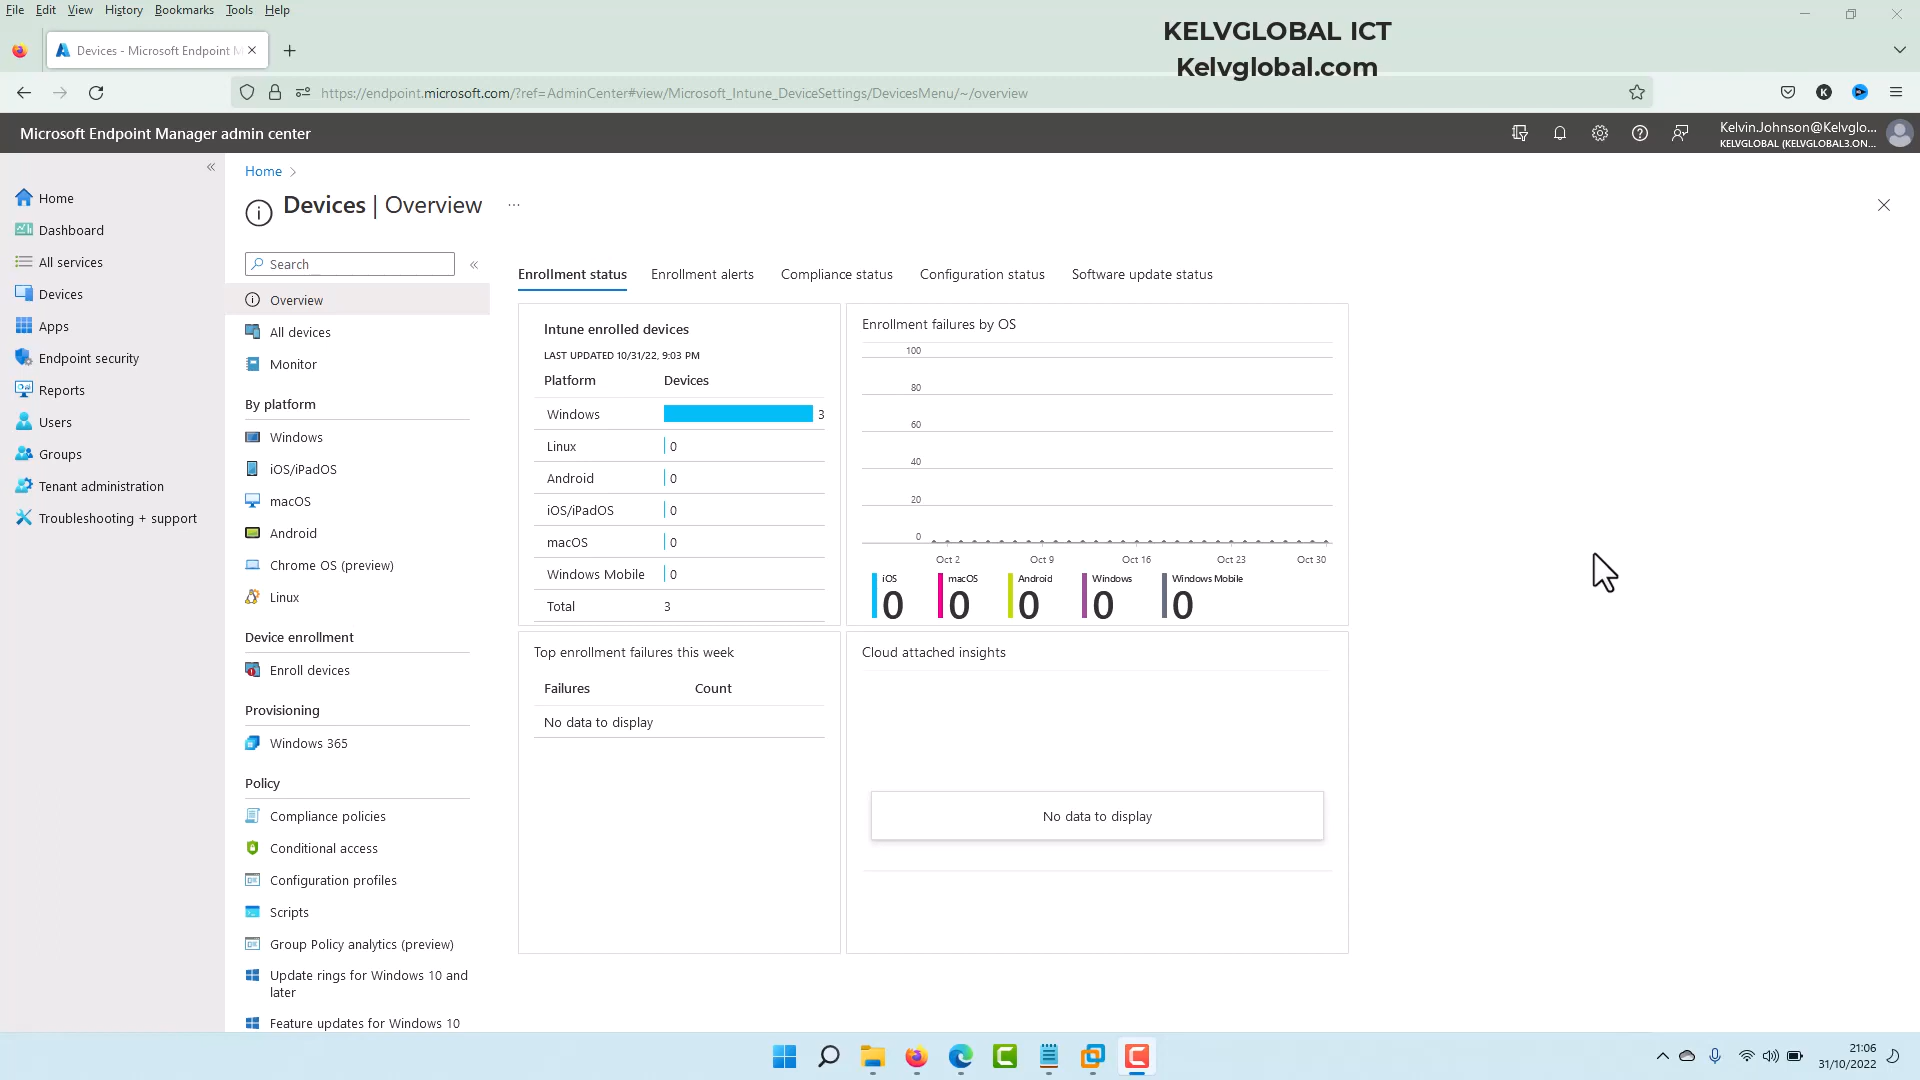 File Edit View History Bookmarks Tools Help
KELVGLOBAL ICT
Kelvglobal.com
Devices - Microsoft Endpoint M
https://endpoint.microsoft.com/?ref=AdminCenter#view/Microsoft_Intune_DeviceSettings/DevicesMenu/~/overview
K
Microsoft Endpoint Manager admin center
Kelvin.Johnson@Kelvglo...
KELVGLOBAL (KELVGLOBAL3.ON...
Home
Dashboard
All services
Devices
Apps
Endpoint security
Reports
Users
Groups
Tenant administration
Troubleshooting + support
Home
Devices | Overview ...
Search
Overview
All devices
Monitor
By platform
Windows
iOS/iPadOS
macOS
Android
Chrome OS (preview)
Linux
Device enrollment
Enroll devices
Provisioning
Windows 365
Policy
Compliance policies
Conditional access
Configuration profiles
Scripts
Group Policy analytics (preview)
Update rings for Windows 10 and
later
Feature updates for Windows 10
Enrollment status Enrollment alerts Compliance status Configuration status Software update status
Intune enrolled devices
LAST UPDATED 10/31/22, 9:03 PM
Platform Devices
Windows 3
Linux 0
Android 0
iOS/iPadOS 0
macOS 0
Windows Mobile 0
Total 3
Enrollment failures by OS
100
80
60
40
20
0
Oct 2 Oct 9 Oct 16 Oct 23 Oct 30
iOS macOS Android Windows Windows Mobile
0 0 0 0 0
Top enrollment failures this week
Failures Count
No data to display
Cloud attached insights
No data to display
21:06
31/10/2022